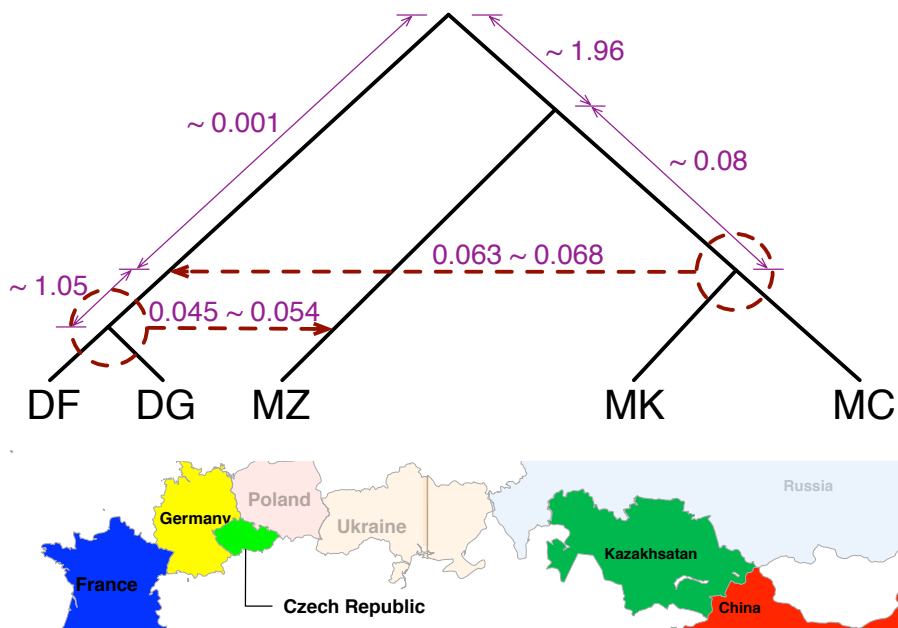 ~ 1.96
~ 0.001
~ 0.08
0.063 ~ 0.068
~ 1.05
0.045 ~ 0.054
DF DG MZ MK MC
Russia
Poland
Germany
Ukraine
Kazakhsatan
France
Czech Republic
China